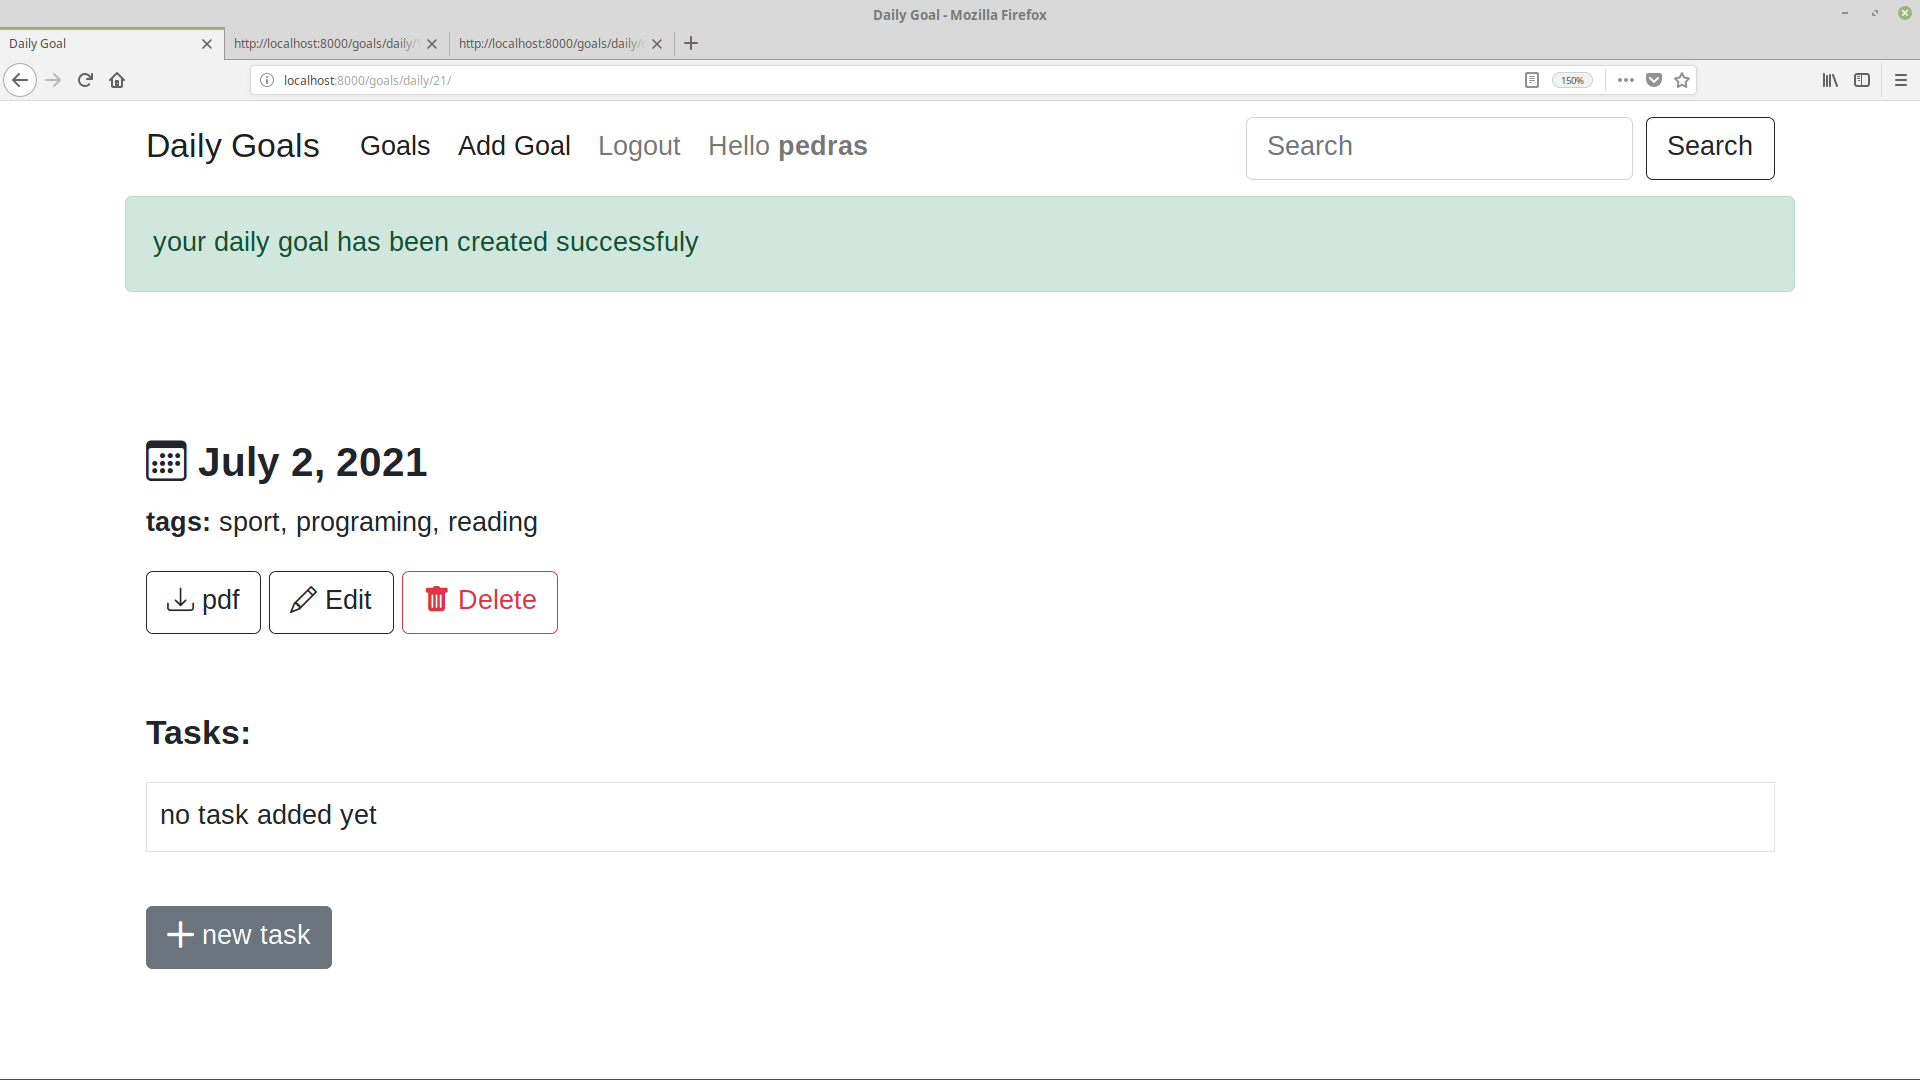 Daily Goal - Mozilla Firefox
Daily Goal
http://localhost:8000/goals/daily/
http://localhost:8000/goals/daily/
localhost:8000/goals/daily/21/
150%
Daily Goals Goals Add Goal Logout Hello pedras Search Search
your daily goal has been created successfuly
July 2, 2021
tags: sport, programing, reading
pdf Edit Delete
Tasks:
no task added yet
new task